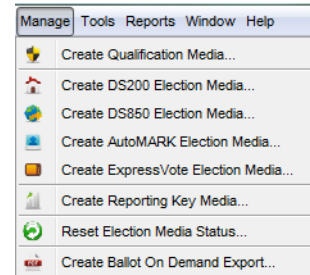 Manage Tools Reports Window Help
Create Qualification Media...
Create DS200 Election Media...
Create DS850 Election Media...
Create AutoMARK Election Media...
Create ExpressVote Election Media...
Create Reporting Key Media...
Reset Election Media Status...
Create Ballot On Demand Export...